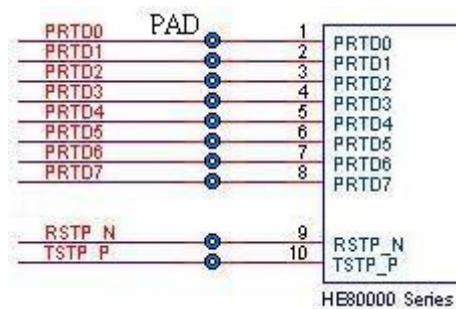 PAD
PRTD0 1 PRTD0
PRTD1 2 PRTD1
PRTD2 3 PRTD2
PRTD3 4 PRTD3
PRTD4 5 PRTD4
PRTD5 6 PRTD5
PRTD6 7 PRTD6
PRTD7 8 PRTD7
RSTP_N 9 RSTP_N
TSTP_P 10 TSTP_P
HE80000 Series